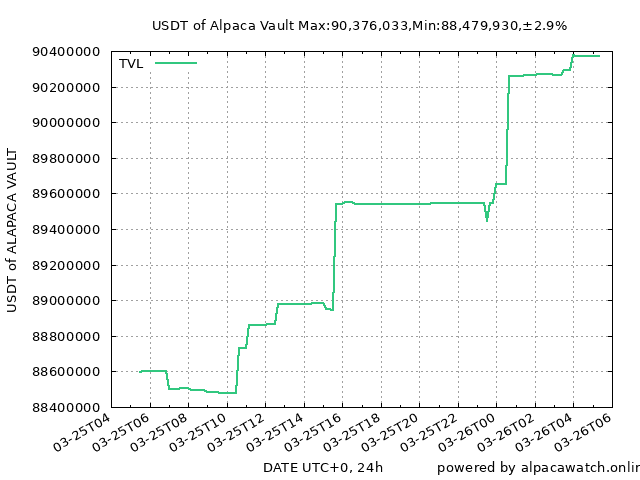 USDT of Alpaca Vault Max:90,376,033,Min:88,479,930,±2.9%
TVL
90400000
90200000
90000000
89800000
89600000
89400000
89200000
89000000
88800000
88600000
88400000
USDT of ALAPACA VAULT
03-25T04
03-25T06
03-25T08
03-25T10
03-25T12
03-25T14
03-25T16
03-25T18
03-25T20
03-25T22
03-26T00
03-26T02
03-26T04
03-26T06
DATE UTC+0, 24h
powered by alpacawatch.onlin